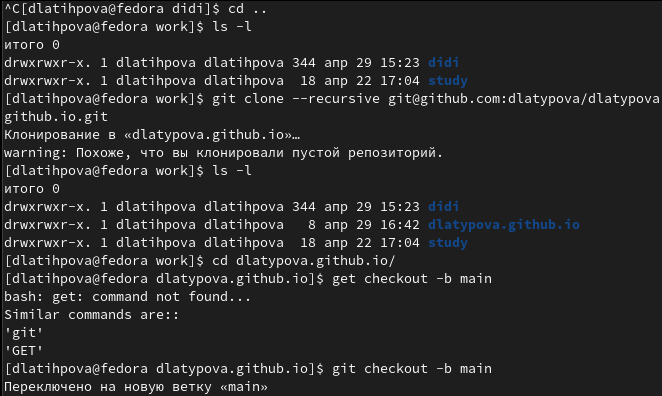 ^C[dlatihpova@fedora didi]$ cd ..
[dlatihpova@fedora work]$ ls -l
итого 0
drwxrwxr-x. 1 dlatihpova dlatihpova 344 апр 29 15:23 didi
drwxrwxr-x. 1 dlatihpova dlatihpova  18 апр 22 17:04 study
[dlatihpova@fedora work]$ git clone --recursive git@github.com:dlatypova/dlatypova
github.io.git
Клонирование в «dlatypova.github.io»…
warning: Похоже, что вы клонировали пустой репозиторий.
[dlatihpova@fedora work]$ ls -l
итого 0
drwxrwxr-x. 1 dlatihpova dlatihpova 344 апр 29 15:23 didi
drwxrwxr-x. 1 dlatihpova dlatihpova   8 апр 29 16:42 dlatypova.github.io
drwxrwxr-x. 1 dlatihpova dlatihpova  18 апр 22 17:04 study
[dlatihpova@fedora work]$ cd dlatypova.github.io/
[dlatihpova@fedora dlatypova.github.io]$ get checkout -b main
bash: get: command not found...
Similar commands are::
'git'
'GET'
[dlatihpova@fedora dlatypova.github.io]$ git checkout -b main
Переключено на новую ветку «main»